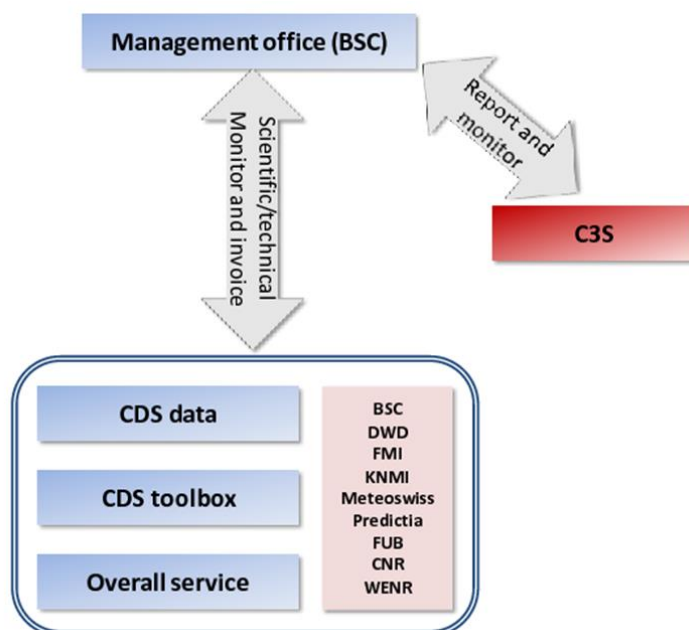 Management office (BSC)
Scientific/technical
Monitor and invoice
Report and
monitor
C3S
CDS data
CDS toolbox
Overall service
BSC
DWD
FMI
KNMI
Meteoswiss
Predictia
FUB
CNR
WENR